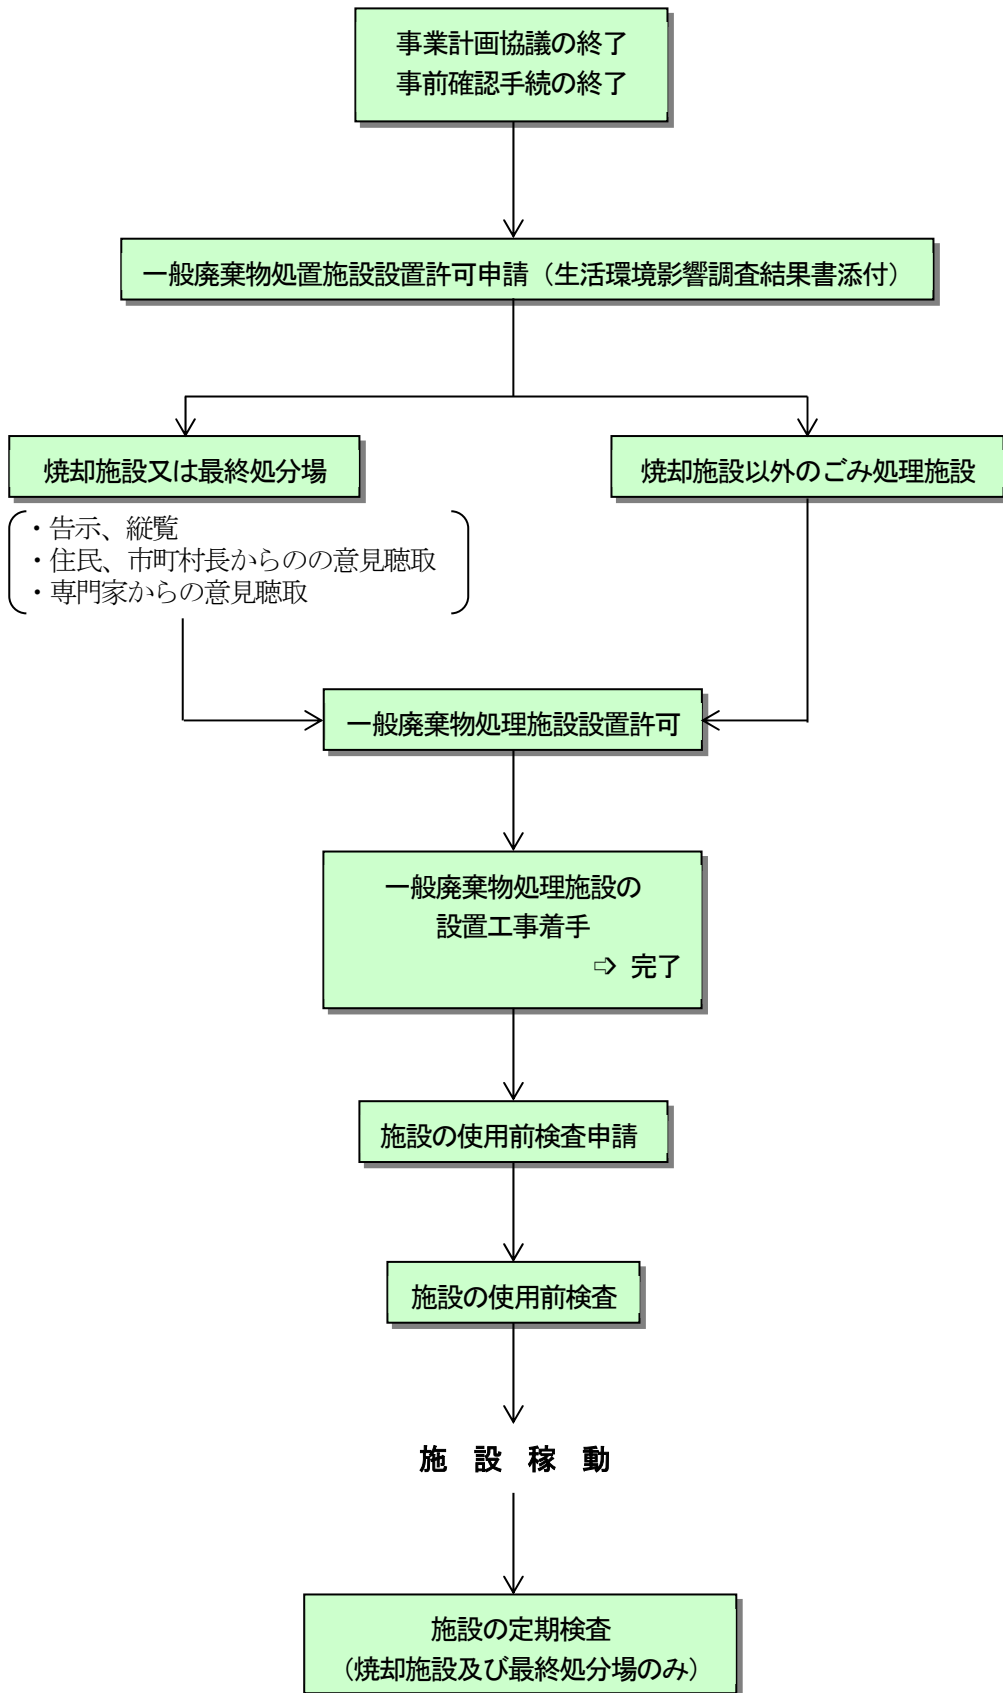 事業計画協議の終了
事前確認手続の終了
一般廃棄物処置施設設置許可申請（生活環境影響調査結果書添付）
焼却施設又は最終処分場
焼却施設以外のごみ処理施設
・告示、縦覧
・住民、市町村長からのの意見聴取
・専門家からの意見聴取
一般廃棄物処理施設設置許可
一般廃棄物処理施設の
設置工事着手
⇨ 完了
施設の使用前検査申請
施設の使用前検査
施 設 稼 動
施設の定期検査
（焼却施設及び最終処分場のみ）